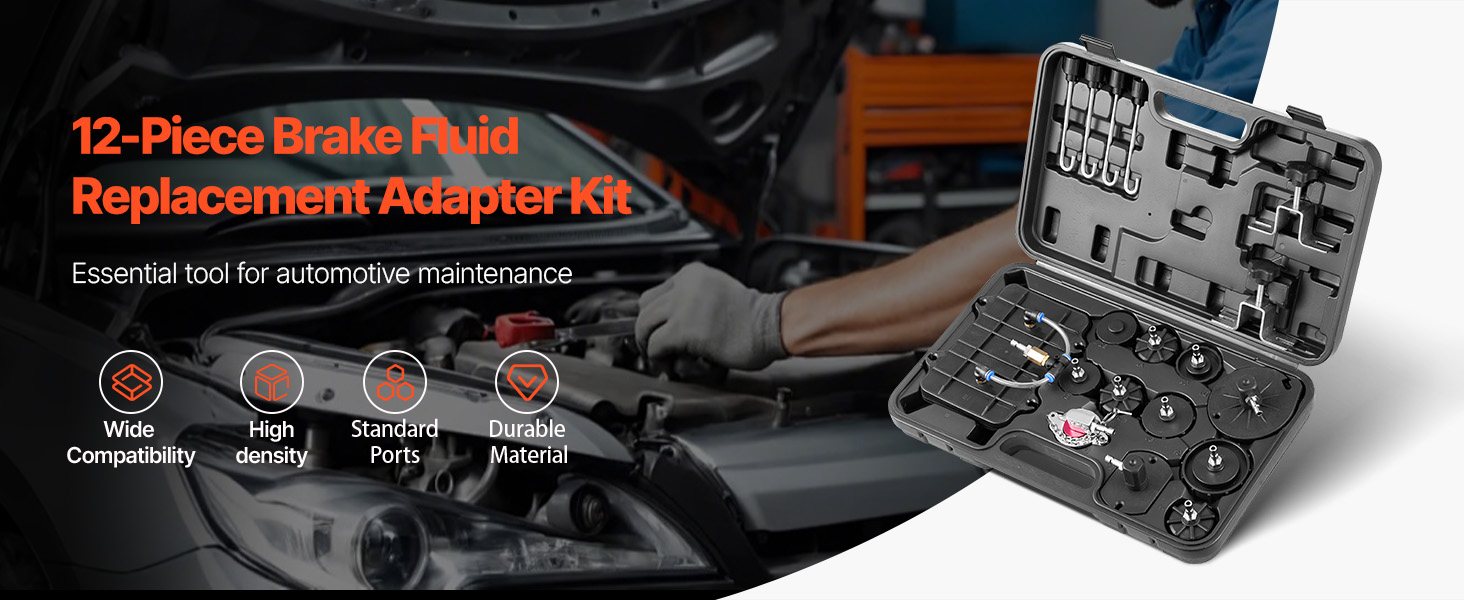 12-Piece Brake Fluid
Replacement Adapter Kit
Essential tool for automotive maintenance
Wide
Compatibility
High
density
Standard
Ports
Durable
Material